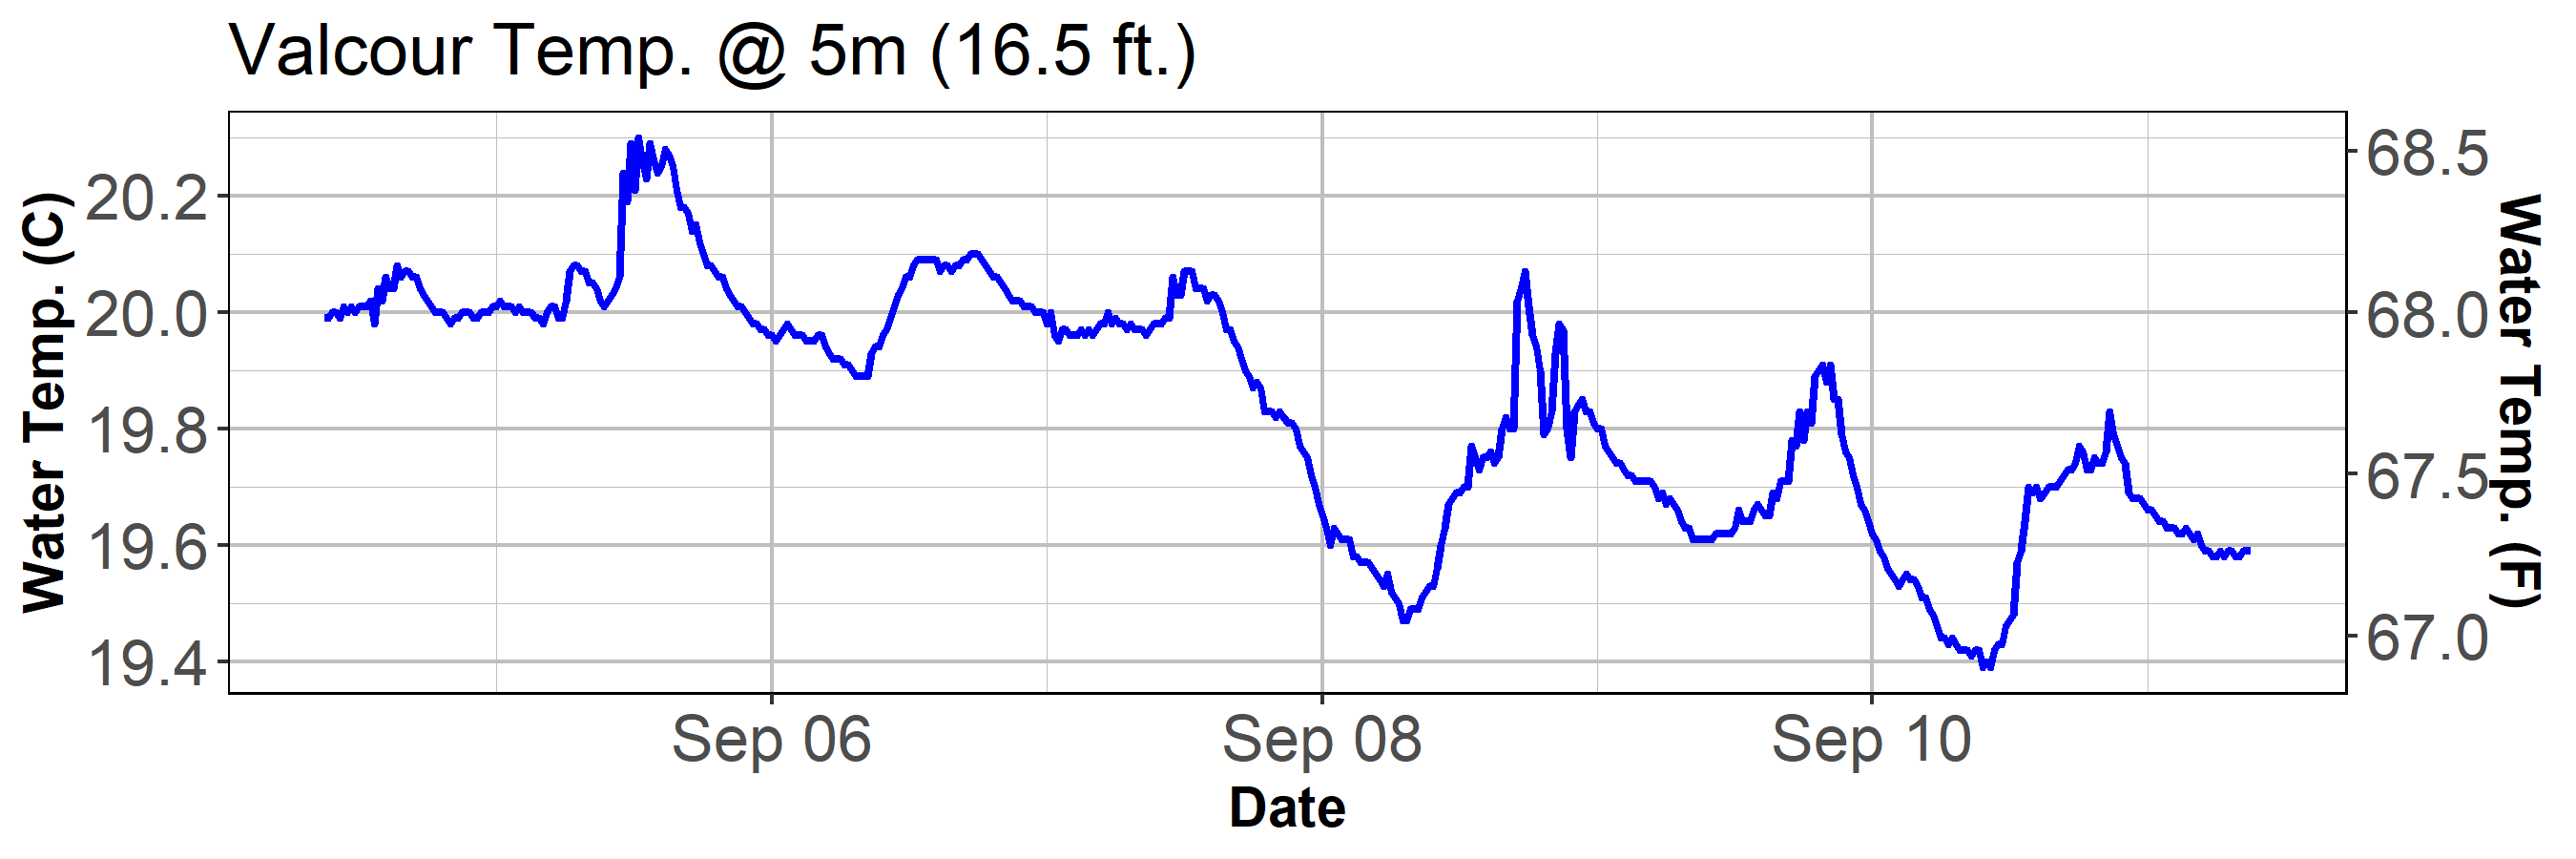 Valcour Temp. @ 5m (16.5 ft.)
Water Temp. (C)
20.2
20.0
19.8
19.6
19.4
68.5
68.0
67.5
67.0
Water Temp. (F)
Sep 06 Sep 08 Sep 10
Date